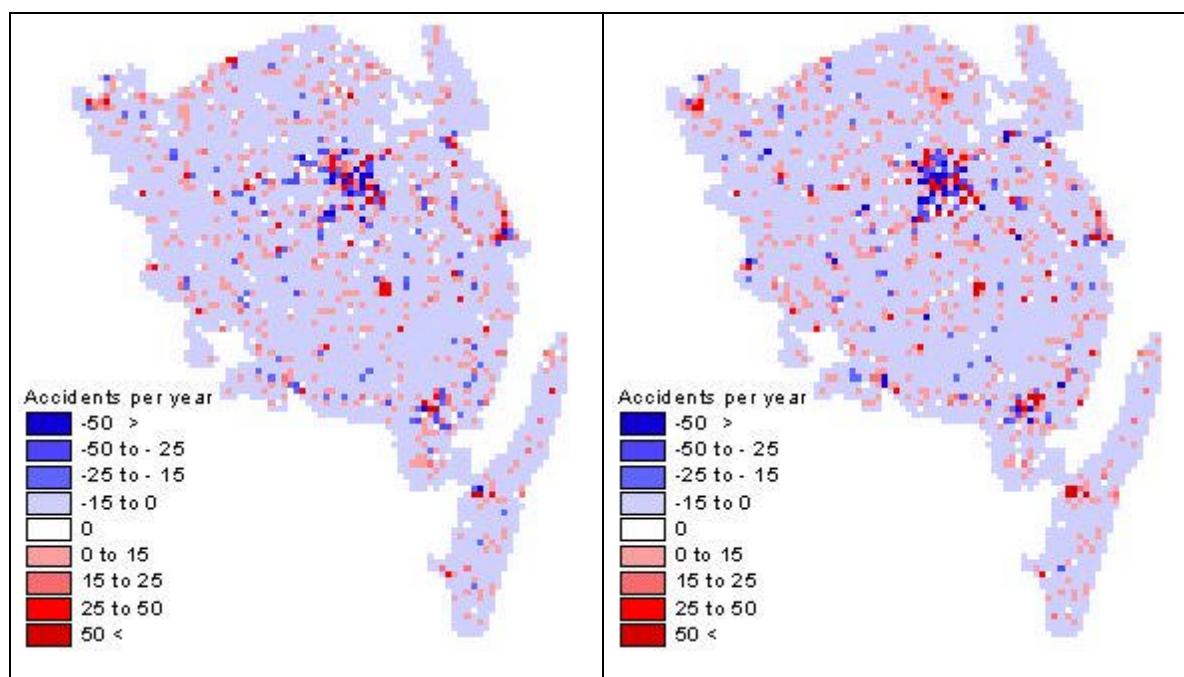 Accidents per year
-50 >
-50 to - 25
-25 to - 15
-15 to 0
0
0 to 15
15 to 25
25 to 50
50 <
Accidents per year
-50 >
-50 to - 25
-25 to - 15
-15 to 0
0
0 to 15
15 to 25
25 to 50
50 <